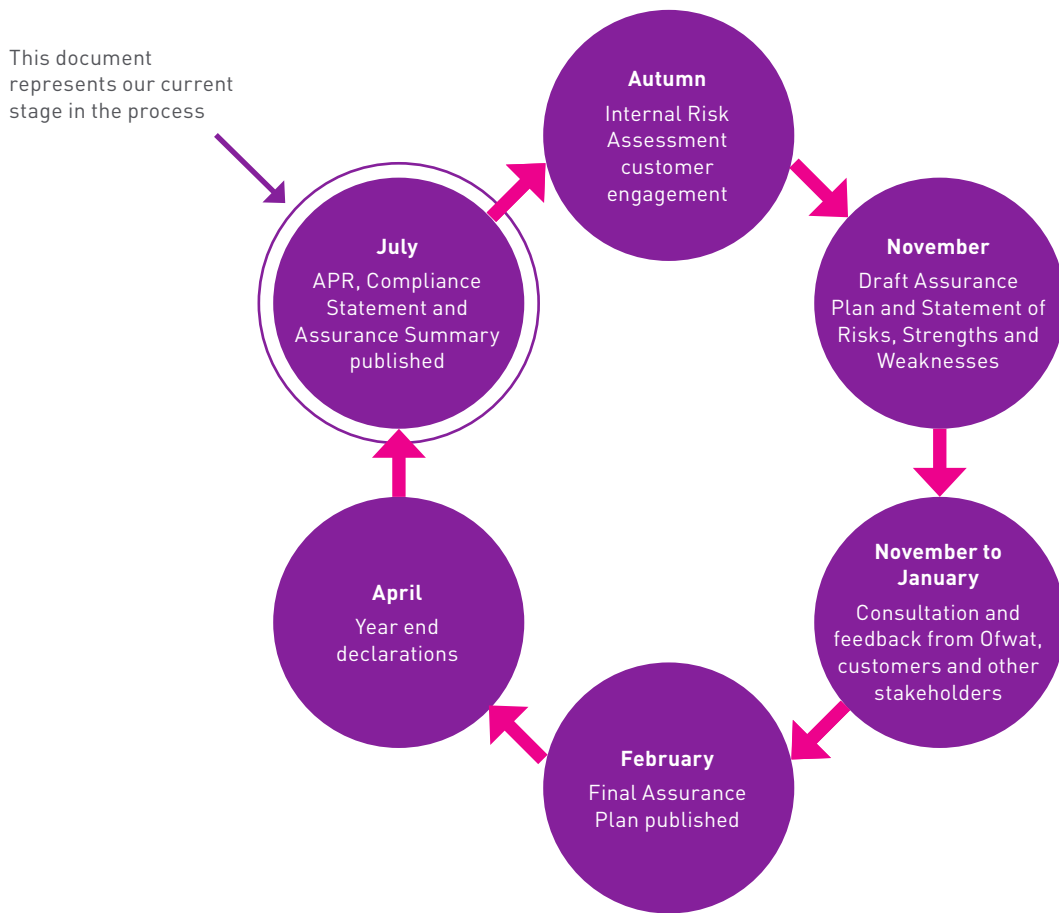 This document
represents our current
stage in the process
Autumn
Internal Risk
Assessment
customer
engagement
July
APR, Compliance
Statement and
Assurance Summary
published
November
Draft Assurance
Plan and Statement of
Risks, Strengths and
Weaknesses
November to
January
Consultation and
feedback from Ofwat,
customers and other
stakeholders
April
Year end
declarations
February
Final Assurance
Plan published